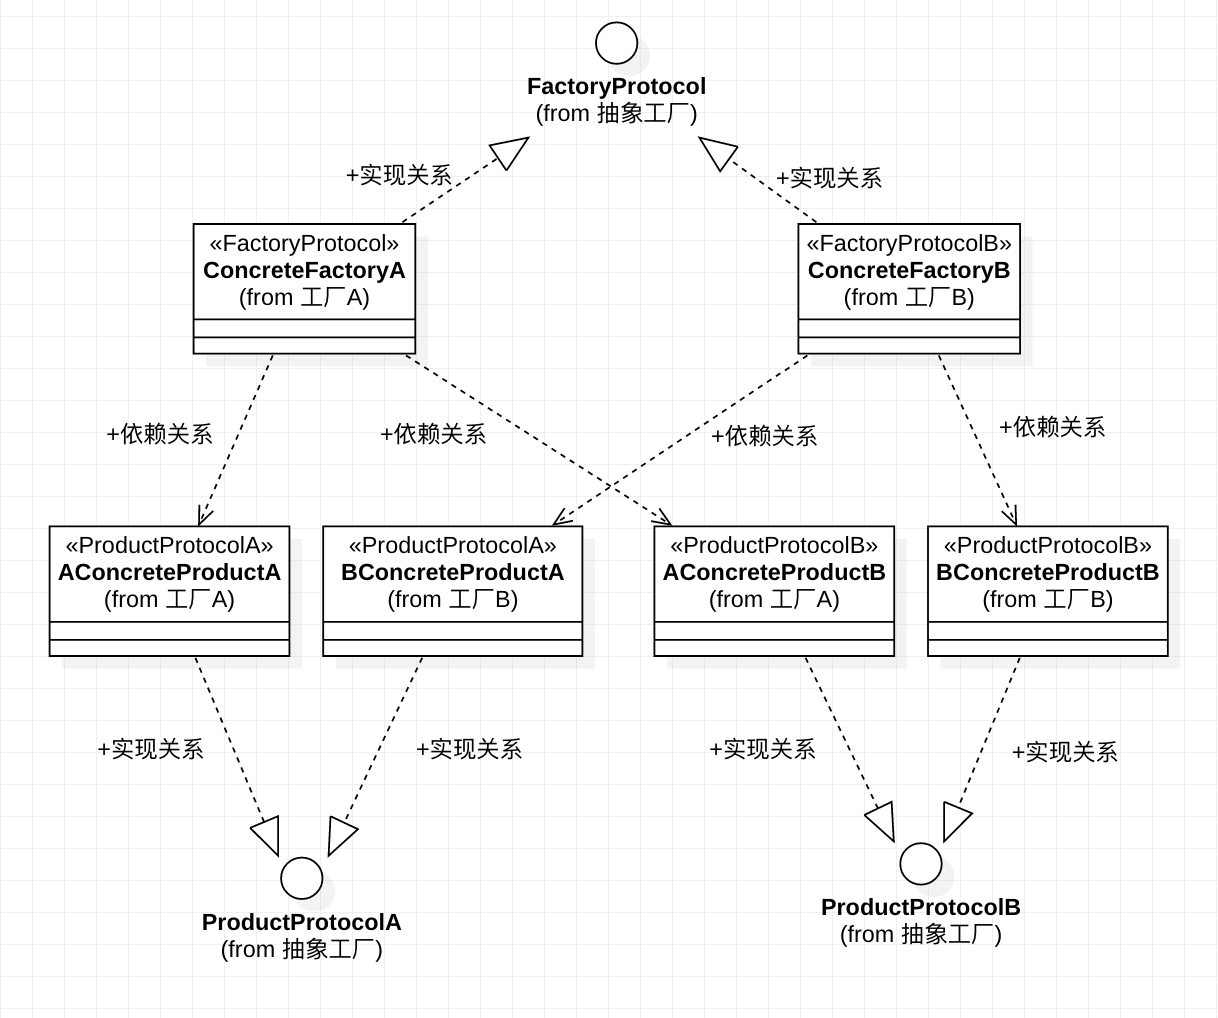 FactoryProtocol
(from 抽象工厂)
+实现关系
+实现关系
«FactoryProtocol»
ConcreteFactoryA
(from 工厂A)
«FactoryProtocolB»
ConcreteFactoryB
(from 工厂B)
+依赖关系
+依赖关系
+依赖关系
+依赖关系
«ProductProtocolA»
AConcreteProductA
(from 工厂A)
«ProductProtocolA»
BConcreteProductA
(from 工厂B)
«ProductProtocolB»
AConcreteProductB
(from 工厂A)
«ProductProtocolB»
BConcreteProductB
(from 工厂B)
+实现关系
+实现关系
+实现关系
+实现关系
ProductProtocolA
(from 抽象工厂)
ProductProtocolB
(from 抽象工厂)